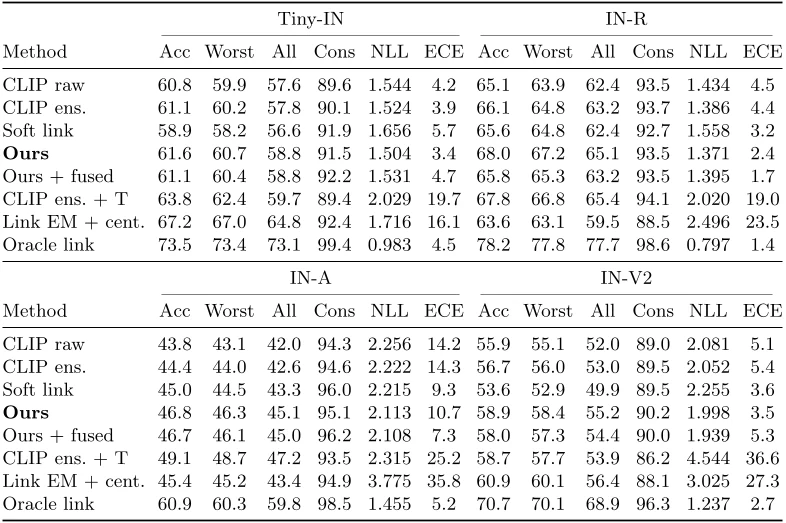 Tiny-IN IN-R
Method Acc Worst All Cons NLL ECE Acc Worst All Cons NLL ECE
CLIP raw 60.8 59.9 57.6 89.6 1.544 4.2 65.1 63.9 62.4 93.5 1.434 4.5
CLIP ens. 61.1 60.2 57.8 90.1 1.524 3.9 66.1 64.8 63.2 93.7 1.386 4.4
Soft link 58.9 58.2 56.6 91.9 1.656 5.7 65.6 64.8 62.4 92.7 1.558 3.2
Ours 61.6 60.7 58.8 91.5 1.504 3.4 68.0 67.2 65.1 93.5 1.371 2.4
Ours + fused 61.1 60.4 58.8 92.2 1.531 4.7 65.8 65.3 63.2 93.5 1.395 1.7
CLIP ens. + T 63.8 62.4 59.7 89.4 2.029 19.7 67.8 66.8 65.4 94.1 2.020 19.0
Link EM + cent. 67.2 67.0 64.8 92.4 1.716 16.1 63.6 63.1 59.5 88.5 2.496 23.5
Oracle link 73.5 73.4 73.1 99.4 0.983 4.5 78.2 77.8 77.7 98.6 0.797 1.4
IN-A IN-V2
Method Acc Worst All Cons NLL ECE Acc Worst All Cons NLL ECE
CLIP raw 43.8 43.1 42.0 94.3 2.256 14.2 55.9 55.1 52.0 89.0 2.081 5.1
CLIP ens. 44.4 44.0 42.6 94.6 2.222 14.3 56.7 56.0 53.0 89.5 2.052 5.4
Soft link 45.0 44.5 43.3 96.0 2.215 9.3 53.6 52.9 49.9 89.5 2.255 3.6
Ours 46.8 46.3 45.1 95.1 2.113 10.7 58.9 58.4 55.2 90.2 1.998 3.5
Ours + fused 46.7 46.1 45.0 96.2 2.108 7.3 58.0 57.3 54.4 90.0 1.939 5.3
CLIP ens. + T 49.1 48.7 47.2 93.5 2.315 25.2 58.7 57.7 53.9 86.2 4.544 36.6
Link EM + cent. 45.4 45.2 43.4 94.9 3.775 35.8 60.9 60.1 56.4 88.1 3.025 27.3
Oracle link 60.9 60.3 59.8 98.5 1.455 5.2 70.7 70.1 68.9 96.3 1.237 2.7